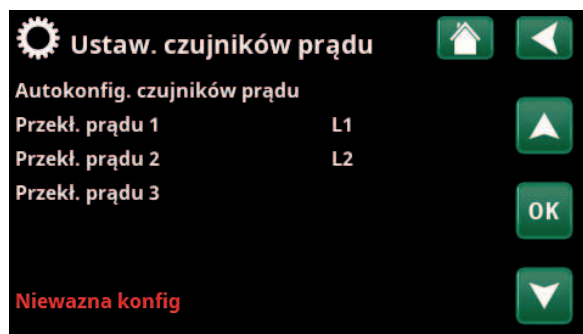 Ustaw. czujników prądu
Autokonfig. czujników prądu
Przekł. prądu 1 L1
Przekł. prądu 2 L2
Przekł. prądu 3
OK
Niewazna konfig